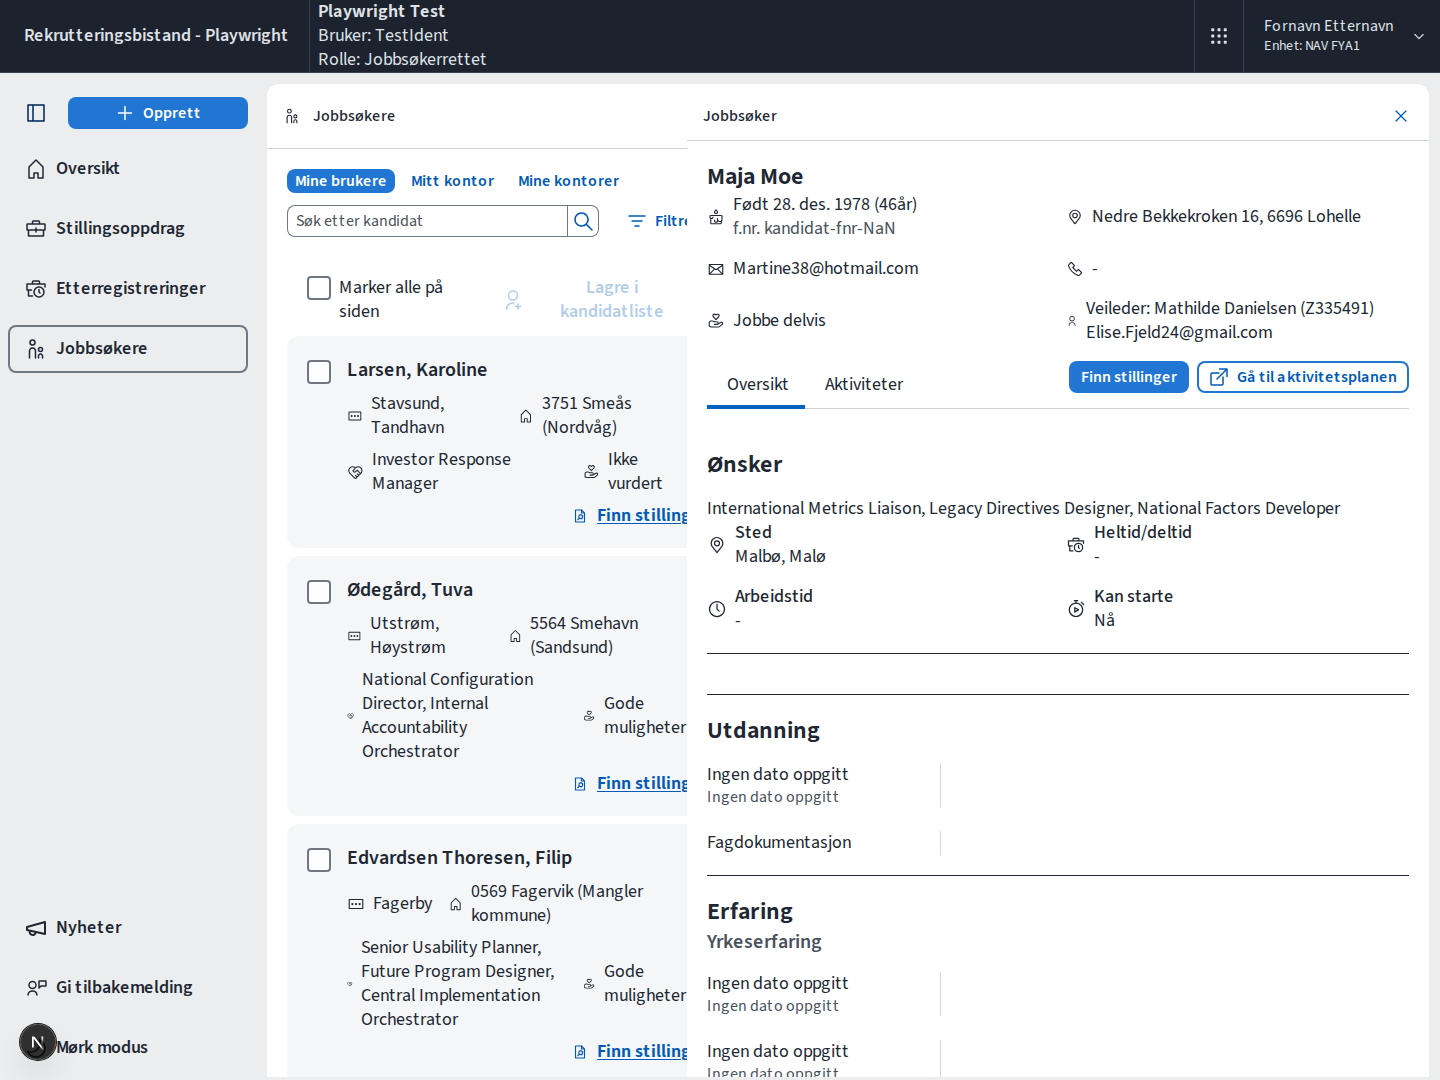 Rekrutteringsbistand - Playwright
Playwright Test
Bruker: TestIdent
Rolle: Jobbsøkerrettet
Fornavn Etternavn
Enhet: NAV FYA1
Opprett
Oversikt
Stillingsoppdrag
Etterregistreringer
Jobbsøkere
Nyheter
Gi tilbakemelding
N
Mørk modus
Jobbsøkere
Mine brukere
Mitt kontor
Mine kontorer
Søk etter kandidat
Filtre
Marker alle på
siden
Lagre i
kandidatliste
Larsen, Karoline
Stavsund,
Tandhavn
3751 Smeås
(Nordvåg)
Investor Response
Manager
Ikke
vurdert
Finn stilling
Ødegård, Tuva
Utstrøm,
Høystrøm
5564 Smehavn
(Sandsund)
National Configuration
Director, Internal
Accountability
Orchestrator
Gode
muligheter
Finn stilling
Edvardsen Thoresen, Filip
Fagerby
0569 Fagervik (Mangler
kommune)
Senior Usability Planner,
Future Program Designer,
Central Implementation
Orchestrator
Gode
muligheter
Finn stilling
Jobbsøker
Maja Moe
Født 28. des. 1978 (46år)
f.nr. kandidat-fnr-NaN
Nedre Bekkekroken 16, 6696 Lohelle
Martine38@hotmail.com
-
Jobbe delvis
Veileder: Mathilde Danielsen (Z335491)
Elise.Fjeld24@gmail.com
Oversikt
Aktiviteter
Finn stillinger
Gå til aktivitetsplanen
Ønsker
International Metrics Liaison, Legacy Directives Designer, National Factors Developer
Sted
Malbø, Malø
Heltid/deltid
-
Arbeidstid
-
Kan starte
Nå
Utdanning
Ingen dato oppgitt
Ingen dato oppgitt
Fagdokumentasjon
Erfaring
Yrkeserfaring
Ingen dato oppgitt
Ingen dato oppgitt
Ingen dato oppgitt
Ingen dato oppgitt